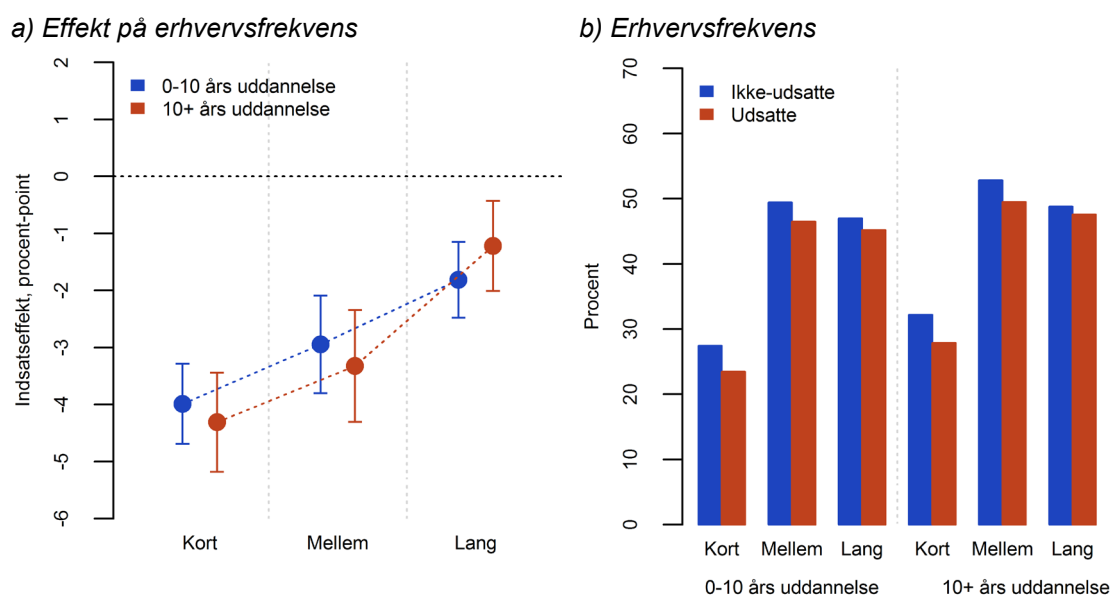 a) Effekt på erhvervsfrekvens
Indsatseffekt, procent-point
2
1
0
-1
-2
-3
-4
-5
-6
0-10 års uddannelse
10+ års uddannelse
Kort Mellem Lang
b) Erhvervsfrekvens
Procent
70
60
50
40
30
20
10
0
Ikke-udsatte
Udsatte
Kort Mellem Lang Kort Mellem Lang
0-10 års uddannelse 10+ års uddannelse